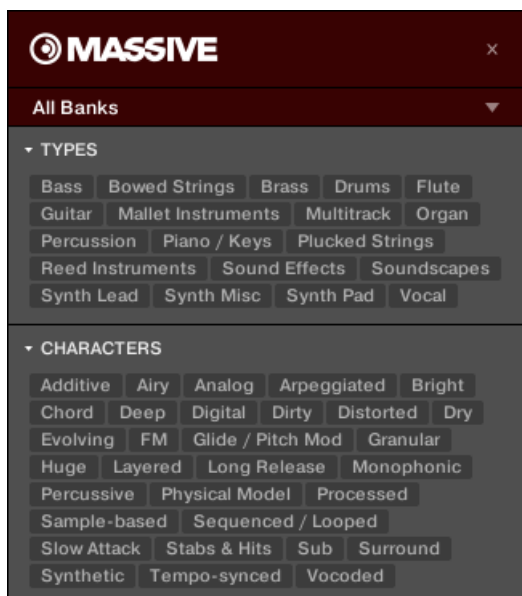 MASSIVE ×
All Banks
TYPES
Bass Bowed Strings Brass Drums Flute
Guitar Mallet Instruments Multitrack Organ
Percussion Piano / Keys Plucked Strings
Reed Instruments Sound Effects Soundscapes
Synth Lead Synth Misc Synth Pad Vocal
CHARACTERS
Additive Airy Analog Arpeggiated Bright
Chord Deep Digital Dirty Distorted Dry
Evolving FM Glide / Pitch Mod Granular
Huge Layered Long Release Monophonic
Percussive Physical Model Processed
Sample-based Sequenced / Looped
Slow Attack Stabs & Hits Sub Surround
Synthetic Tempo-synced Vocoded